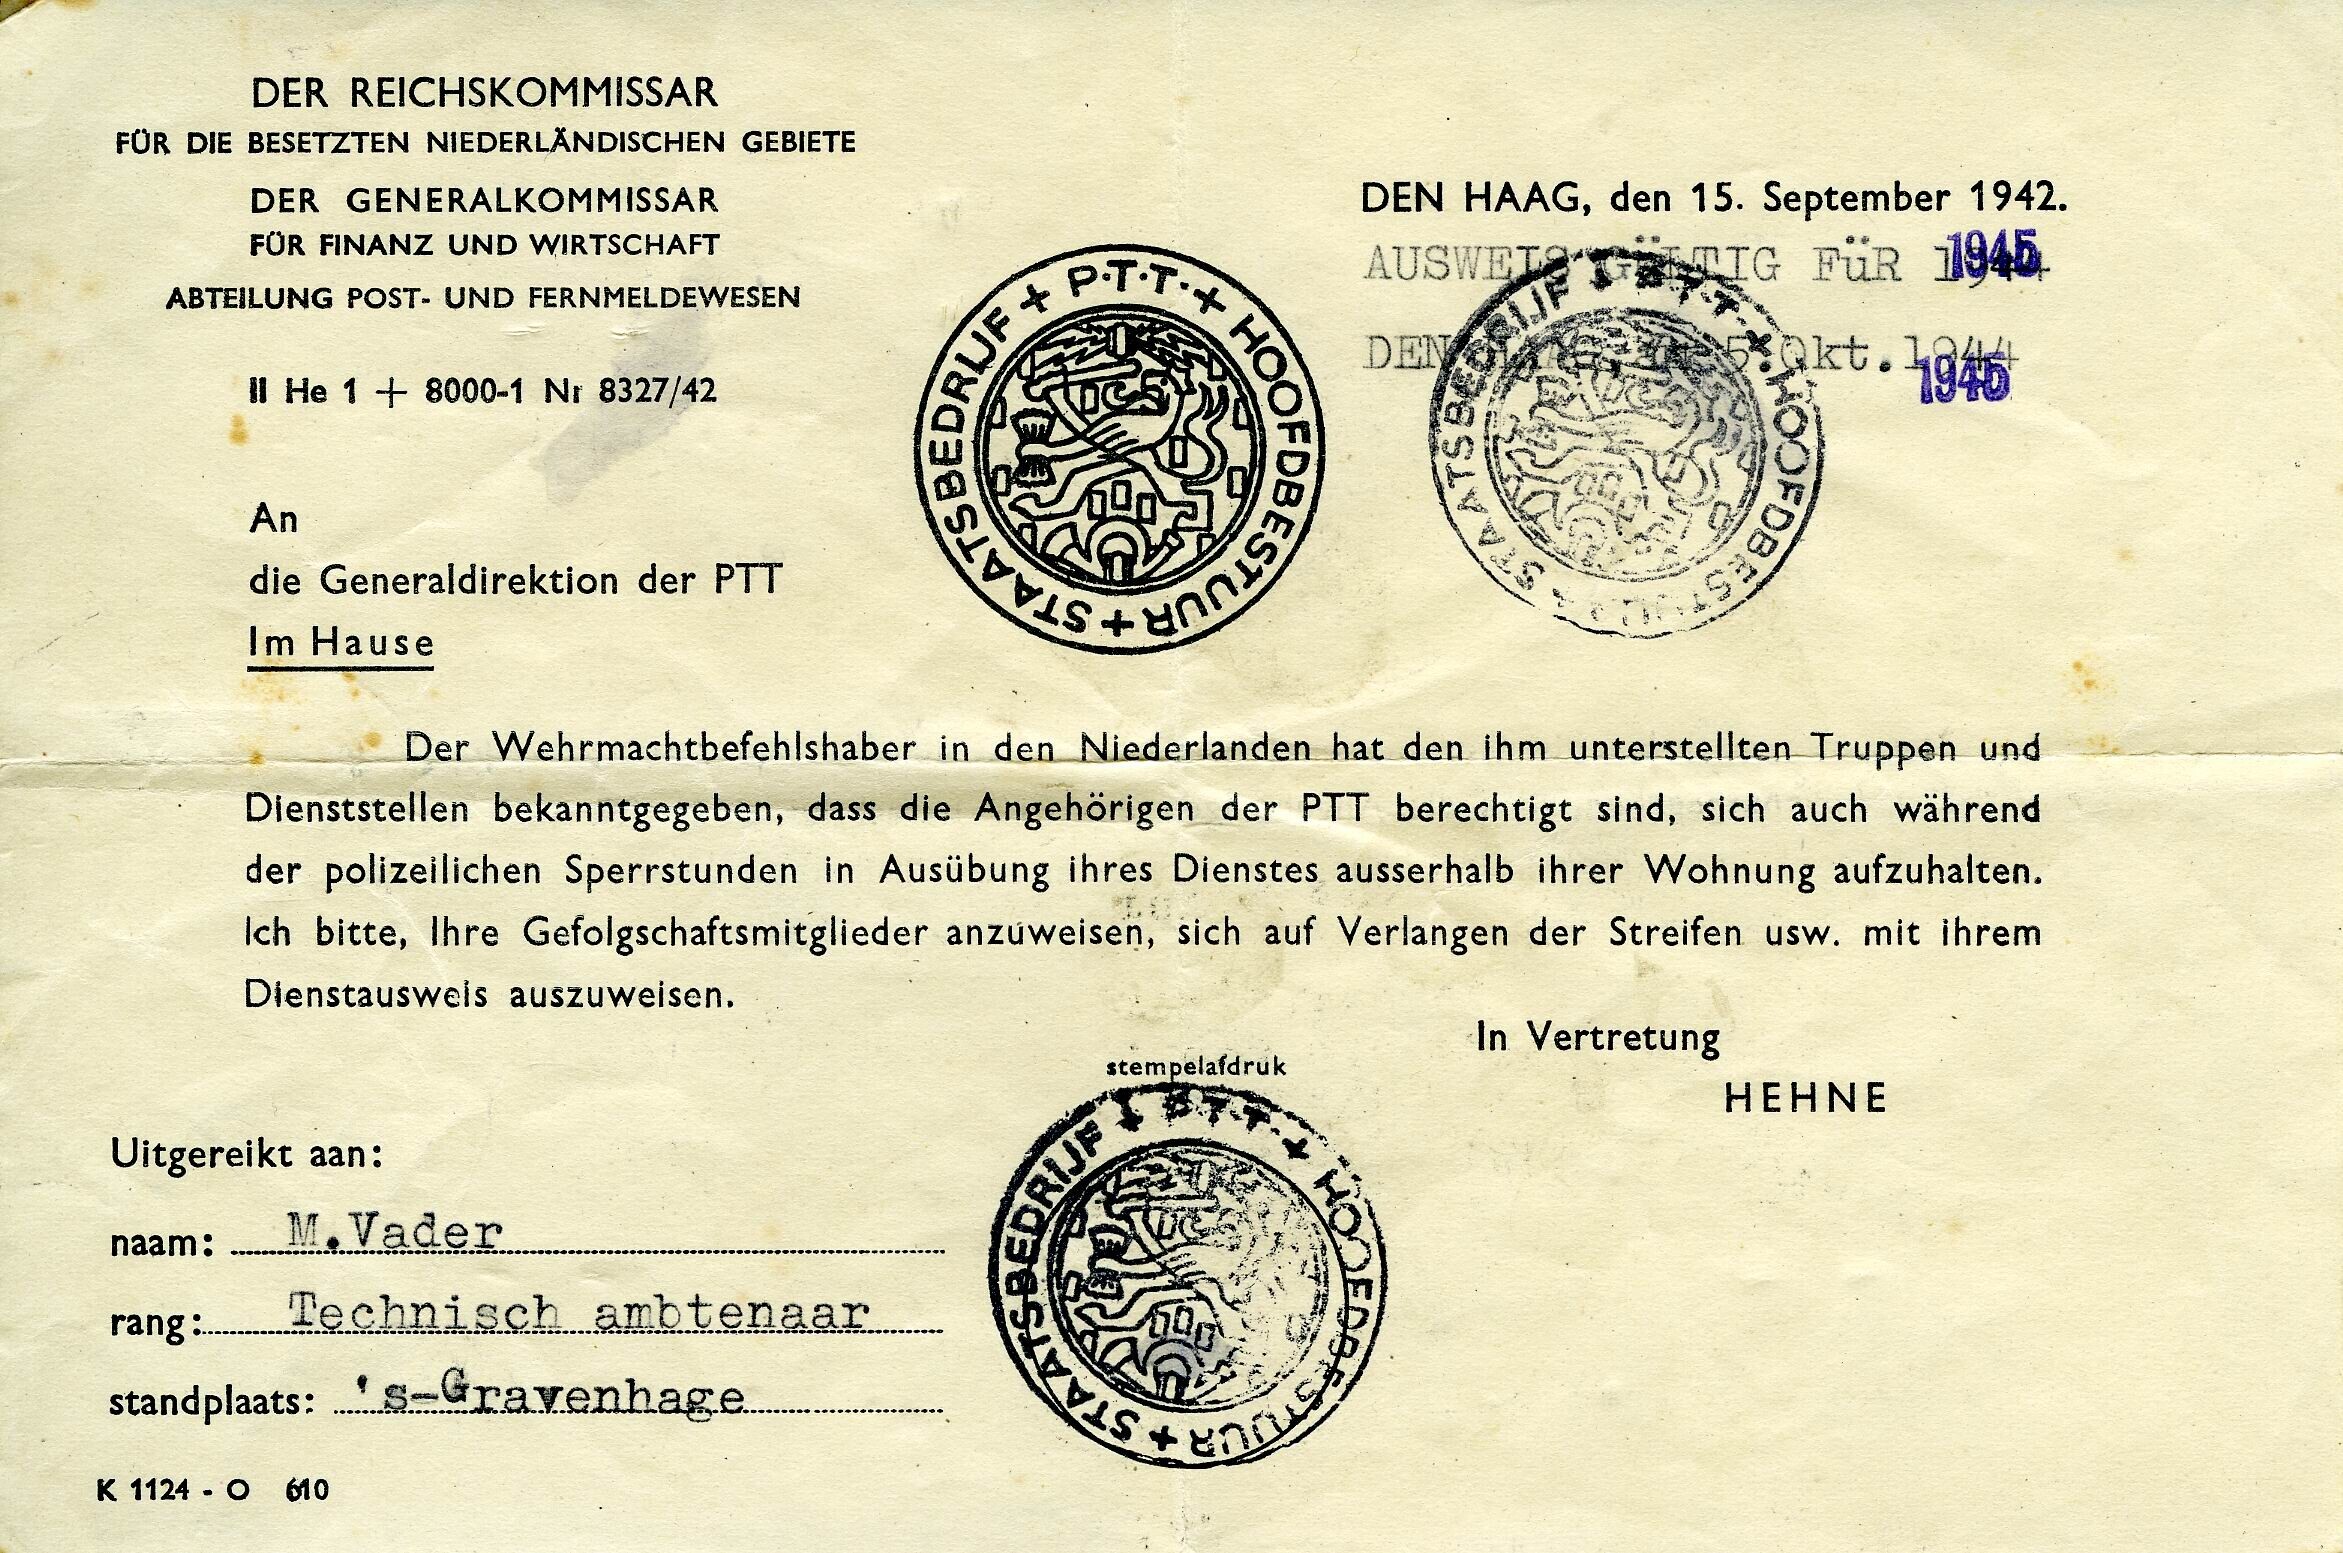 DER REICHSKOMMISSAR
FÜR DIE BESETZTEN NIEDERLÄNDISCHEN GEBIETE
DER GENERALKOMMISSAR
FÜR FINANZ UND WIRTSCHAFT
ABTEILUNG POST- UND FERNMELDEWESEN
II He 1 + 8000-1 Nr 8327/42
DEN HAAG, den 15. September 1942.
AUSWEIS GÜLTIG FüR 1944 1945
DEN HAAG, 5 Okt. 1944
1945
STAATSBEDRIJF + P·T·T· + HOOFDBESTUUR +
STAATSBEDRIJF + P.T.T. + HOOFDBESTUUR +
An
die Generaldirektion der PTT
Im Hause
Der Wehrmachtbefehlshaber in den Niederlanden hat den ihm unterstellten Truppen und
Dienststellen bekanntgegeben, dass die Angehörigen der PTT berechtigt sind, sich auch während
der polizeilichen Sperrstunden in Ausübung ihres Dienstes ausserhalb ihrer Wohnung aufzuhalten.
Ich bitte, Ihre Gefolgschaftsmitglieder anzuweisen, sich auf Verlangen der Streifen usw. mit ihrem
Dienstausweis auszuweisen.
In Vertretung
HEHNE
stempelafdruk
STAATSBEDRIJF + P.T.T. + HOOFDBESTUUR +
Uitgereikt aan:
naam: M.Vader
rang: Technisch ambtenaar
standplaats: 's-Gravenhage
K 1124 - O 610